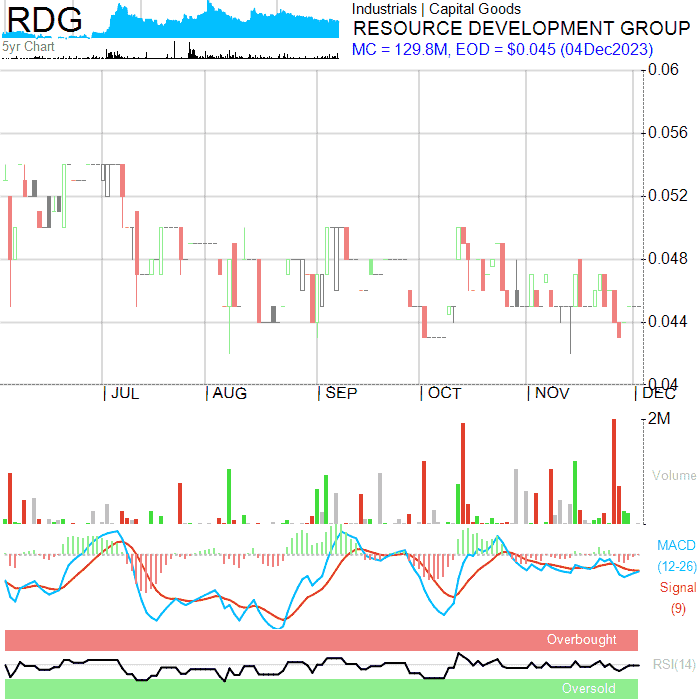 RDG
5yr Chart
Industrials | Capital Goods
RESOURCE DEVELOPMENT GROUP
MC = 129.8M, EOD = $0.045 (04Dec2023)
0.06
0.056
0.052
0.048
0.044
0.04
JUL AUG SEP OCT NOV DEC
2M
Volume
MACD
(12-26)
Signal
(9)
Overbought
RSI(14)
Oversold